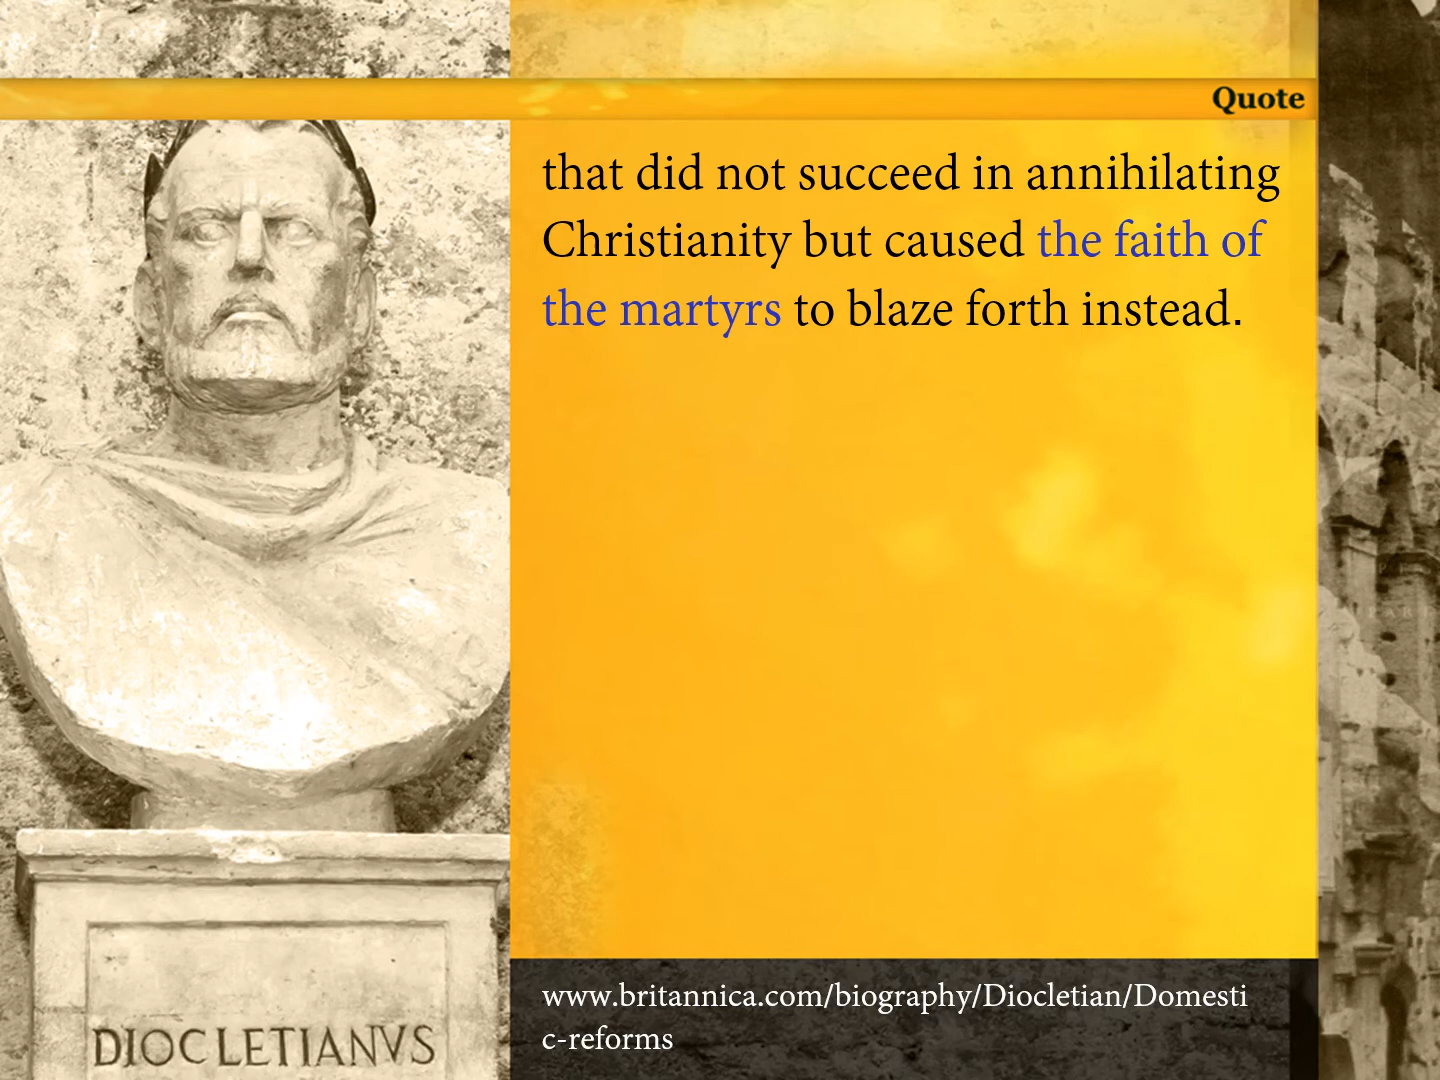 Quote
that did not succeed in annihilating
Christianity but caused the faith of
the martyrs to blaze forth instead.
www.britannica.com/biography/Diocletian/Domesti
c-reforms
DIOCLETIANVS